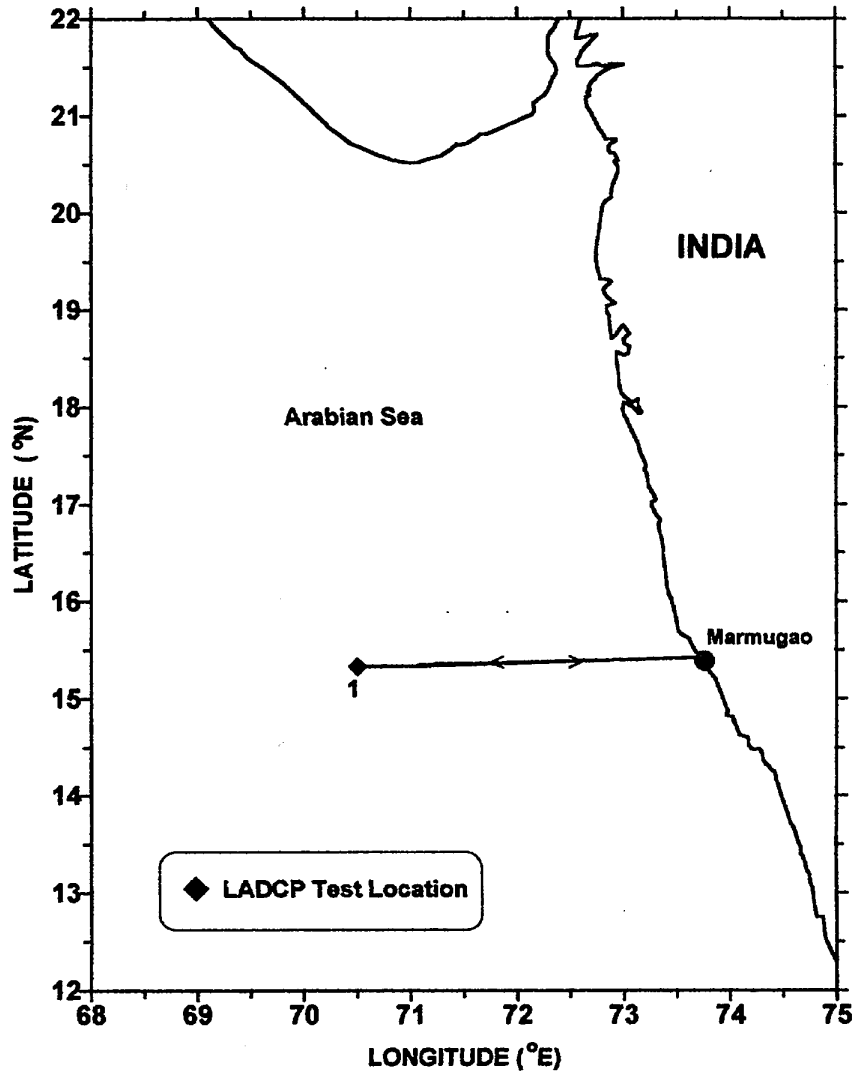 22
21
20
19
18
17
16
15
14
13
12
LATITUDE (°N)
INDIA
Arabian Sea
Marmugao
1
LADCP Test Location
68 69 70 71 72 73 74 75
LONGITUDE (°E)